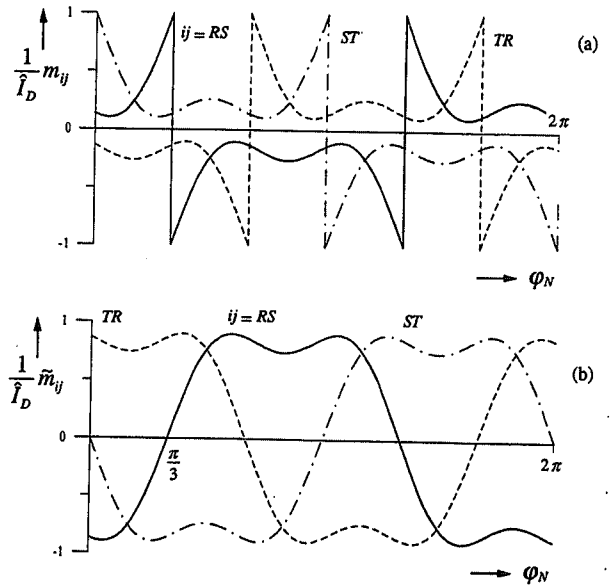 1 ij = RS ST TR (a)
1/Î_D m_ij
0 2π
-1
φ_N
TR ij = RS ST
1 (b)
1/Î_D m̃_ij
0 π/3 2π
-1
φ_N